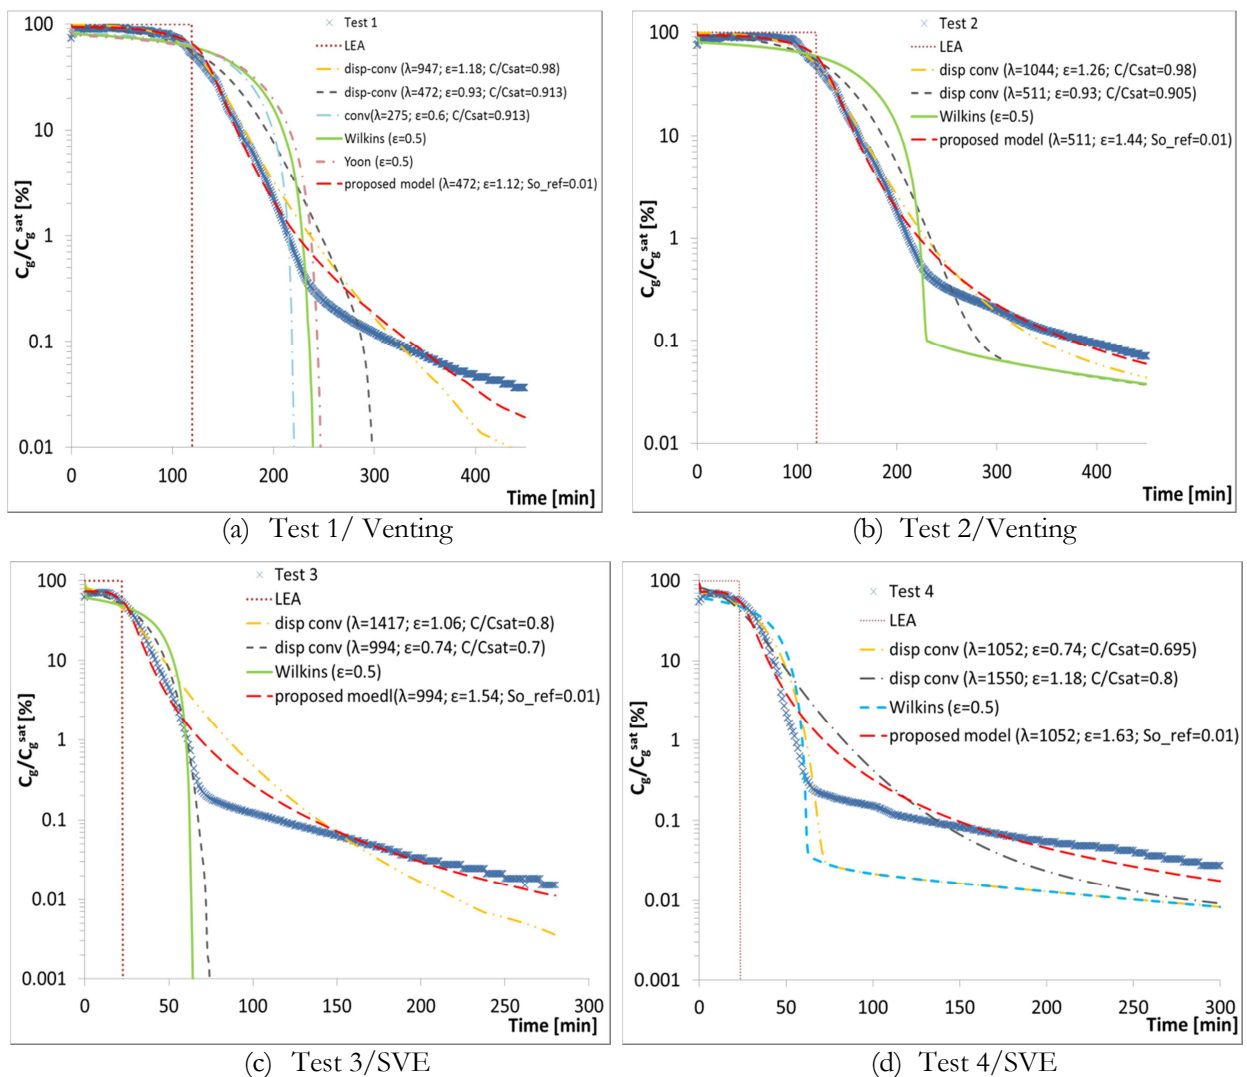 100
10
1
0.1
0.01
Cg/Cg^sat [%]
0
100
200
300
400
Time [min]
Test 1
LEA
disp-conv (λ=947; ε=1.18; C/Csat=0.98)
disp-conv (λ=472; ε=0.93; C/Csat=0.913)
conv(λ=275; ε=0.6; C/Csat=0.913)
Wilkins (ε=0.5)
Yoon (ε=0.5)
proposed model (λ=472; ε=1.12; So_ref=0.01)
(a) Test 1/ Venting
100
10
1
0.1
0.01
Cg/Cg^sat [%]
0
100
200
300
400
Time [min]
Test 2
LEA
disp conv (λ=1044; ε=1.26; C/Csat=0.98)
disp conv (λ=511; ε=0.93; C/Csat=0.905)
Wilkins (ε=0.5)
proposed model (λ=511; ε=1.44; So_ref=0.01)
(b) Test 2/Venting
100
10
1
0.1
0.01
0.001
Cg/Cg^sat [%]
0
50
100
150
200
250
300
Time [min]
Test 3
LEA
disp conv (λ=1417; ε=1.06; C/Csat=0.8)
disp conv (λ=994; ε=0.74; C/Csat=0.7)
Wilkins (ε=0.5)
proposed moedl(λ=994; ε=1.54; So_ref=0.01)
(c) Test 3/SVE
100
10
1
0.1
0.01
0.001
Cg/Cg^sat [%]
0
50
100
150
200
250
300
Time [min]
Test 4
LEA
disp conv (λ=1052; ε=0.74; C/Csat=0.695)
disp conv (λ=1550; ε=1.18; C/Csat=0.8)
Wilkins (ε=0.5)
proposed model (λ=1052; ε=1.63; So_ref=0.01)
(d) Test 4/SVE